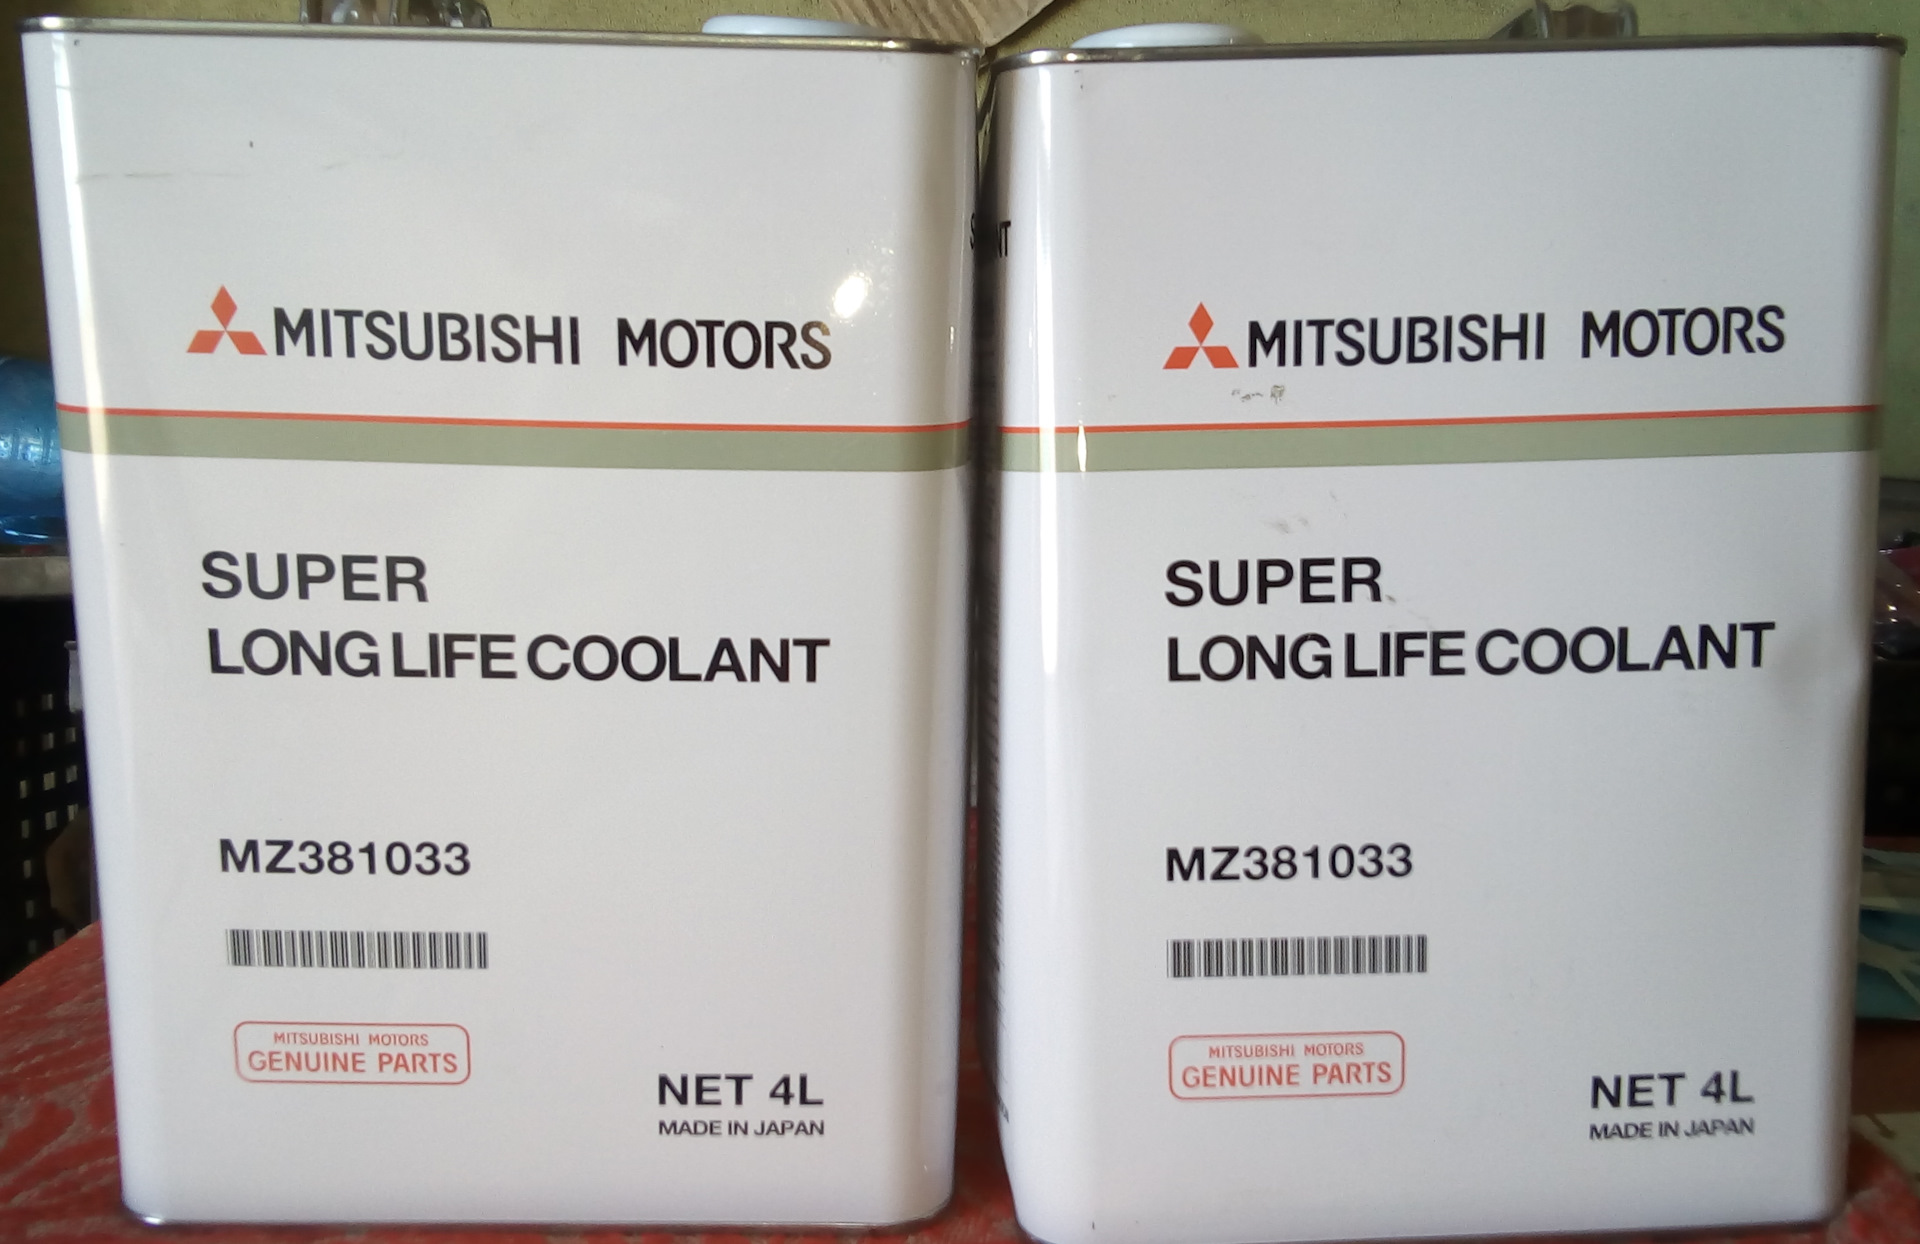 MITSUBISHI MOTORS
SUPER
LONG LIFE COOLANT
MZ381033
MITSUBISHI MOTORS
GENUINE PARTS
NET 4L
MADE IN JAPAN
MITSUBISHI MOTORS
SUPER
LONG LIFE COOLANT
MZ381033
MITSUBISHI MOTORS
GENUINE PARTS
NET 4L
MADE IN JAPAN